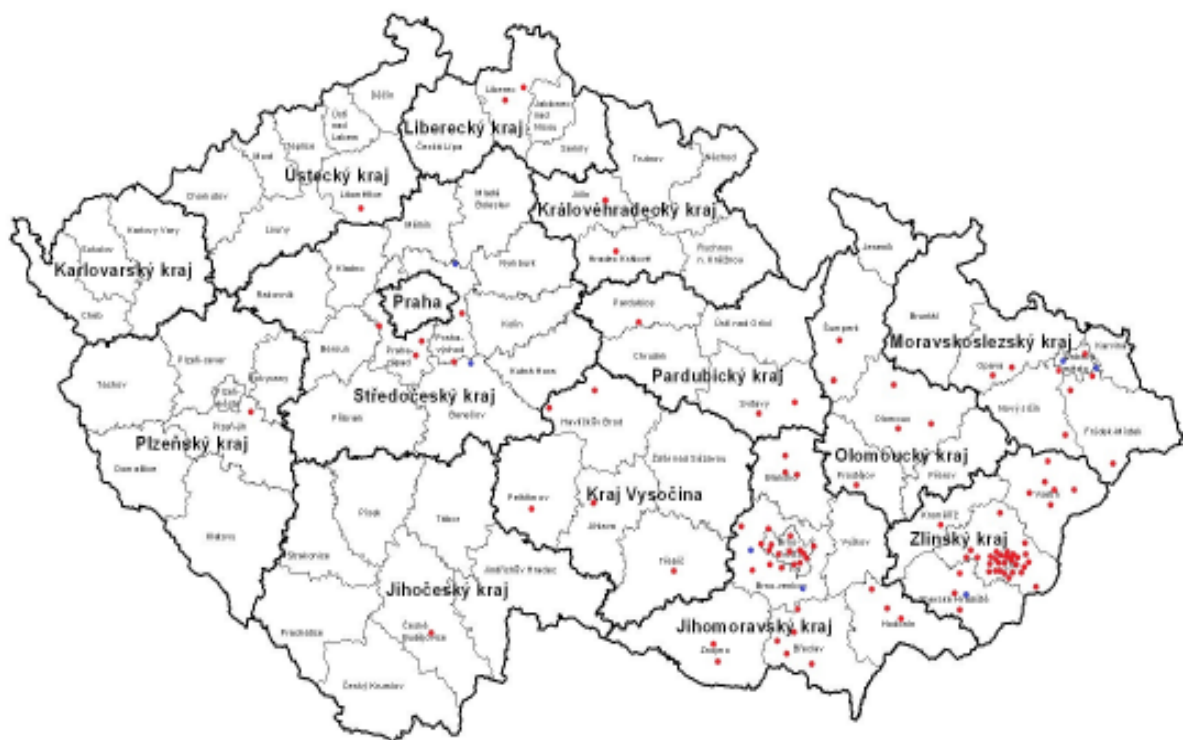 Děčín
Liberec
Ústí
nad
Labem
Jablonec
nad
Nisou
Liberecký kraj
Teplice
Česká Lípa
Semily
Most
Trutnov
Náchod
Ústecký kraj
Chomutov
Litoměřice
Mladá
Boleslav
Jičín
Královéhradecký kraj
Karlovy Vary
Mělník
Louny
Sokolov
Hradec Králové
Rychnov
n. Kněžnou
Jeseník
Karlovarský kraj
Kladno
Nymburk
Rakovník
Praha
Cheb
Pardubice
Bruntál
Kolín
Ústí nad Orlicí
Šumperk
Moravskoslezský kraj
Karviná
Beroun
Praha-
západ
Praha-
východ
Chrudim
Opava
Plzeň-sever
Tachov
Rokycany
Kutná Hora
Pardubický kraj
Středočeský kraj
Svitavy
Nový Jičín
Příbram
Benešov
Havlíčkův Brod
Olomouc
Plzeň-jih
Frýdek-Místek
Plzeňský kraj
Žďár nad Sázavou
Olomoucký kraj
Domažlice
Blansko
Prostějov
Přerov
Vsetín
Pelhřimov
Kraj Vysočina
Písek
Tábor
Kroměříž
Jihlava
Klatovy
Zlínský kraj
Vyškov
Strakonice
Třebíč
Jindřichův Hradec
Brno-venkov
Jihočeský kraj
Uherské Hradiště
Prachatice
České
Budějovice
Jihomoravský kraj
Hodonín
Znojmo
Břeclav
Český Krumlov